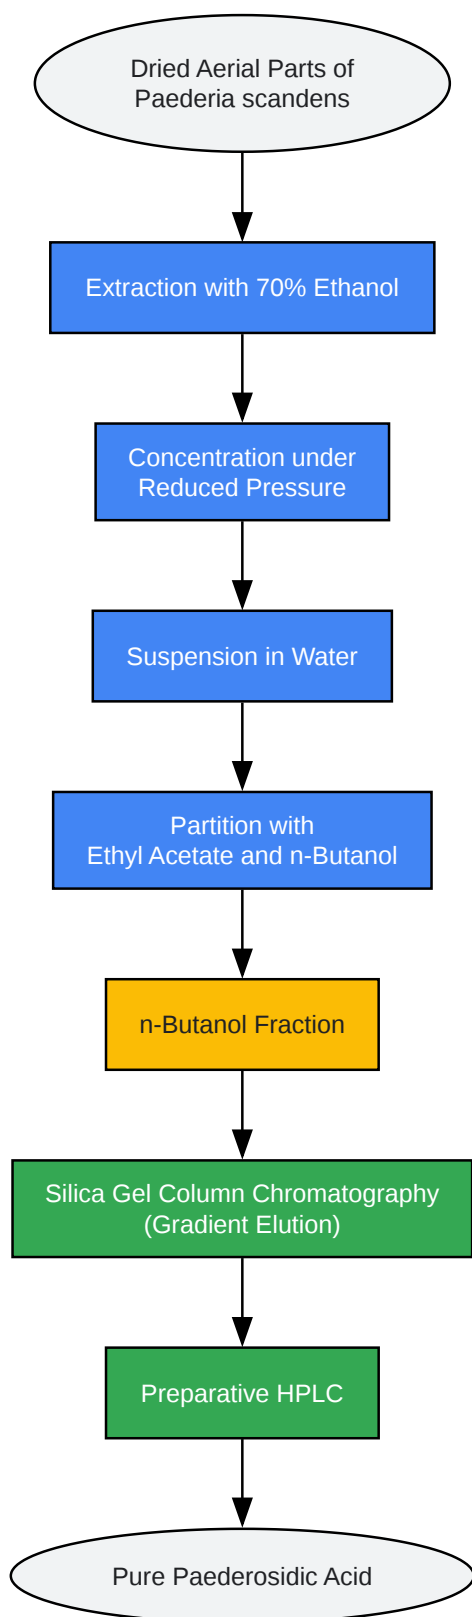 Dried Aerial Parts of
Paederia scandens
Extraction with 70% Ethanol
Concentration under
Reduced Pressure
Suspension in Water
Partition with
Ethyl Acetate and n-Butanol
n-Butanol Fraction
Silica Gel Column Chromatography
(Gradient Elution)
Preparative HPLC
Pure Paederosidic Acid